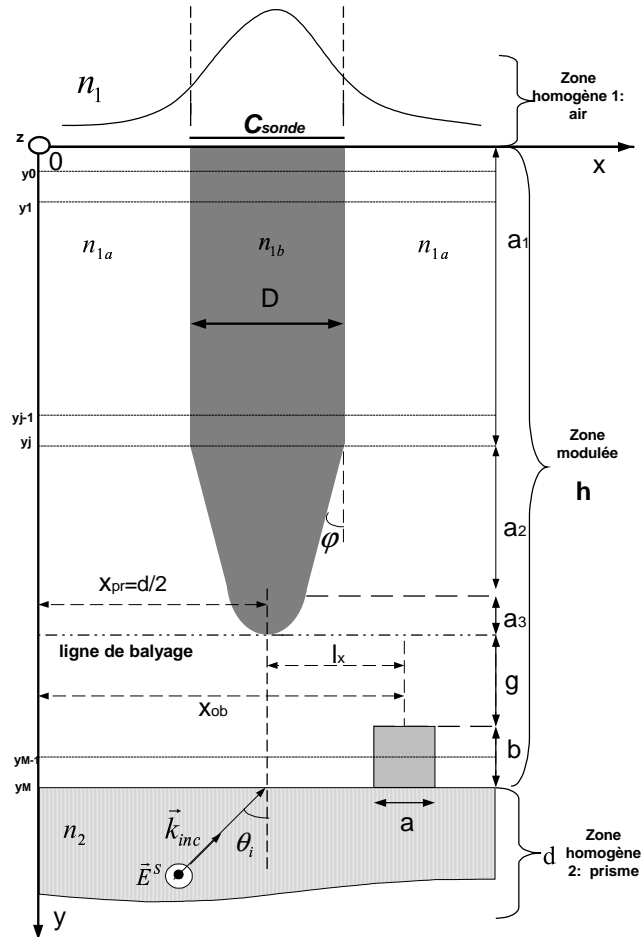 n₁
Zone
homogène 1:
air
Csonde
z
0
x
y0
y1
n₁ₐ
n₁b
n₁ₐ
a₁
D
yj-1
yj
Zone
modulée
h
φ
a₂
xpr=d/2
a₃
ligne de balyage
lx
g
xob
b
yM-1
yM
a
n₂
k⃗inc
θi
E⃗ˢ
d
Zone
homogène
2: prisme
y